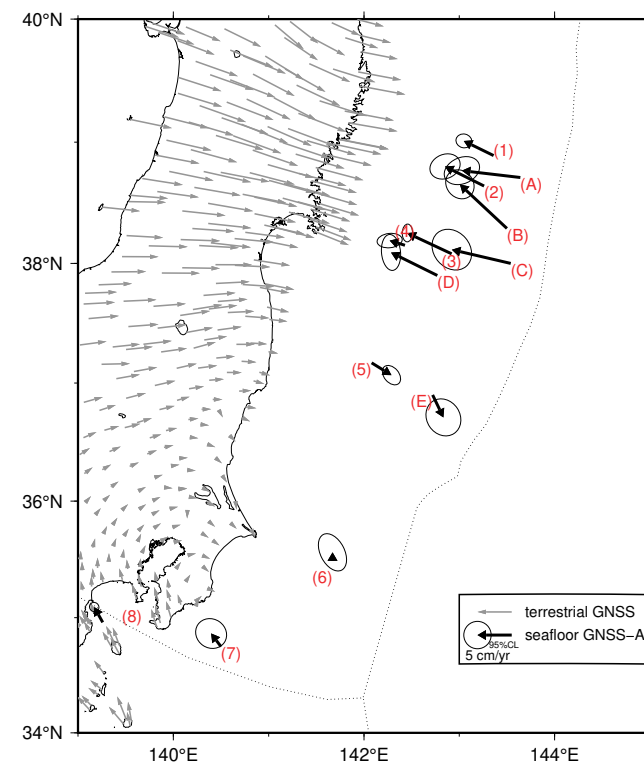 40°N
(1)
(A)
(2)
(B)
(4)
38°N
(3)
(C)
(D)
(5)
(E)
36°N
(6)
terrestrial GNSS
(8)
seafloor GNSS-A
95%CL
5 cm/yr
(7)
34°N
140°E
142°E
144°E